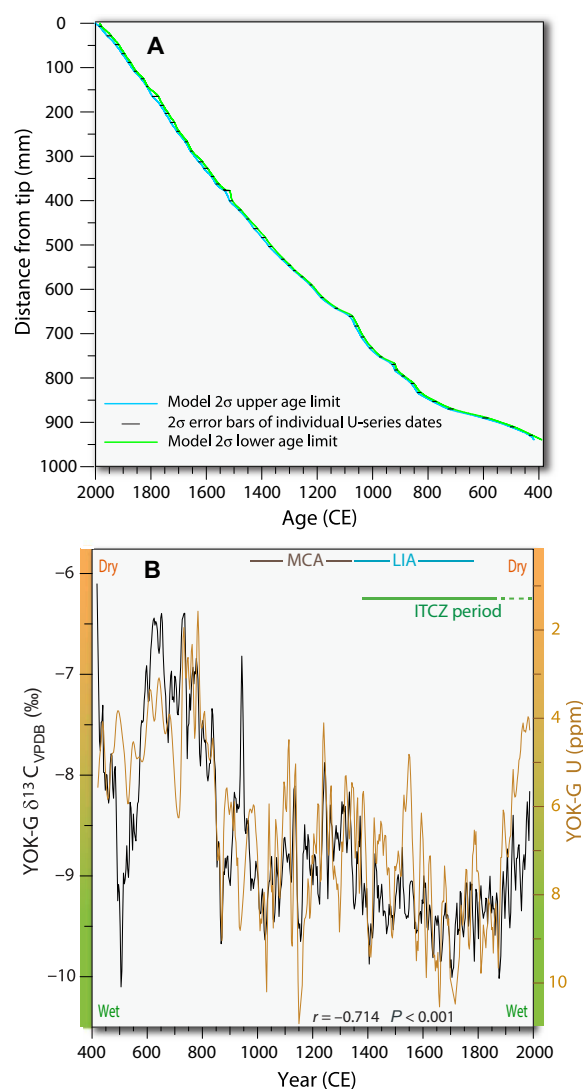 A
0
100
200
300
400
500
600
700
800
900
1000
Distance from tip (mm)
Model 2σ upper age limit
2σ error bars of individual U-series dates
Model 2σ lower age limit
2000 1800 1600 1400 1200 1000 800 600 400
Age (CE)
B
Dry MCA LIA Dry
ITCZ period
−6
−7
−8
−9
−10
YOK-G δ13 C VPDB (‰)
2
4
6
8
10
YOK-G U (ppm)
Wet r = −0.714 P < 0.001 Wet
400 600 800 1000 1200 1400 1600 1800 2000
Year (CE)